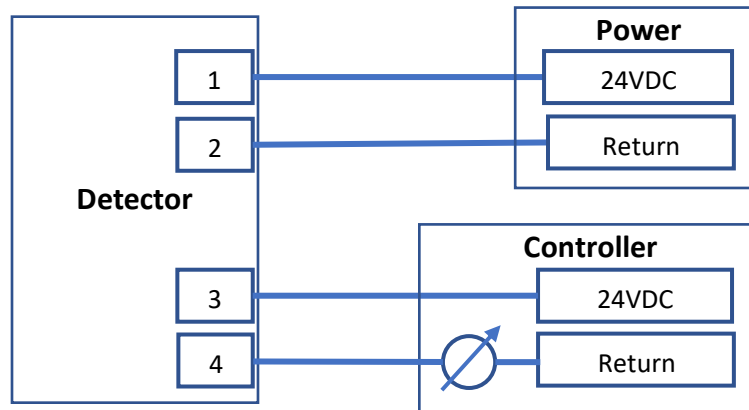 Power
1
24VDC
2
Return
Detector
Controller
3
24VDC
4
Return